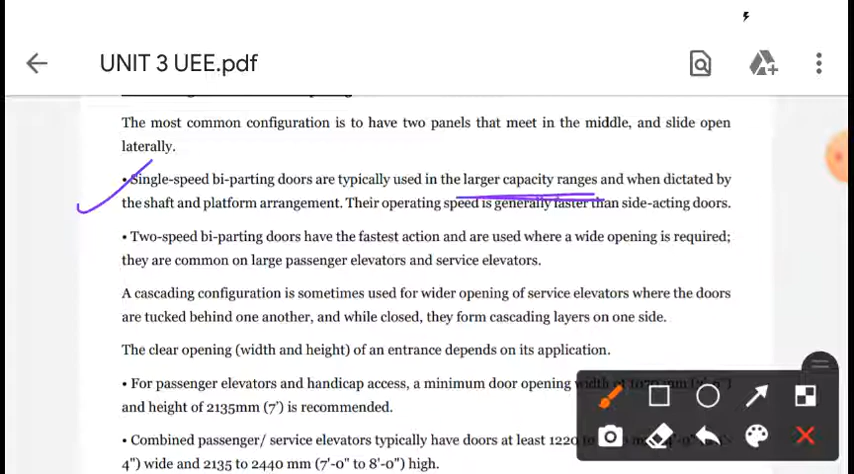 UNIT 3 UEE.pdf
The most common configuration is to have two panels that meet in the middle, and slide open
laterally.
• Single-speed bi-parting doors are typically used in the larger capacity ranges and when dictated by
the shaft and platform arrangement. Their operating speed is generally faster than side-acting doors.
• Two-speed bi-parting doors have the fastest action and are used where a wide opening is required;
they are common on large passenger elevators and service elevators.
A cascading configuration is sometimes used for wider opening of service elevators where the doors
are tucked behind one another, and while closed, they form cascading layers on one side.
The clear opening (width and height) of an entrance depends on its application.
• For passenger elevators and handicap access, a minimum door opening width
and height of 2135mm (7') is recommended.
• Combined passenger/ service elevators typically have doors at least 1220
4") wide and 2135 to 2440 mm (7'-0" to 8'-0") high.